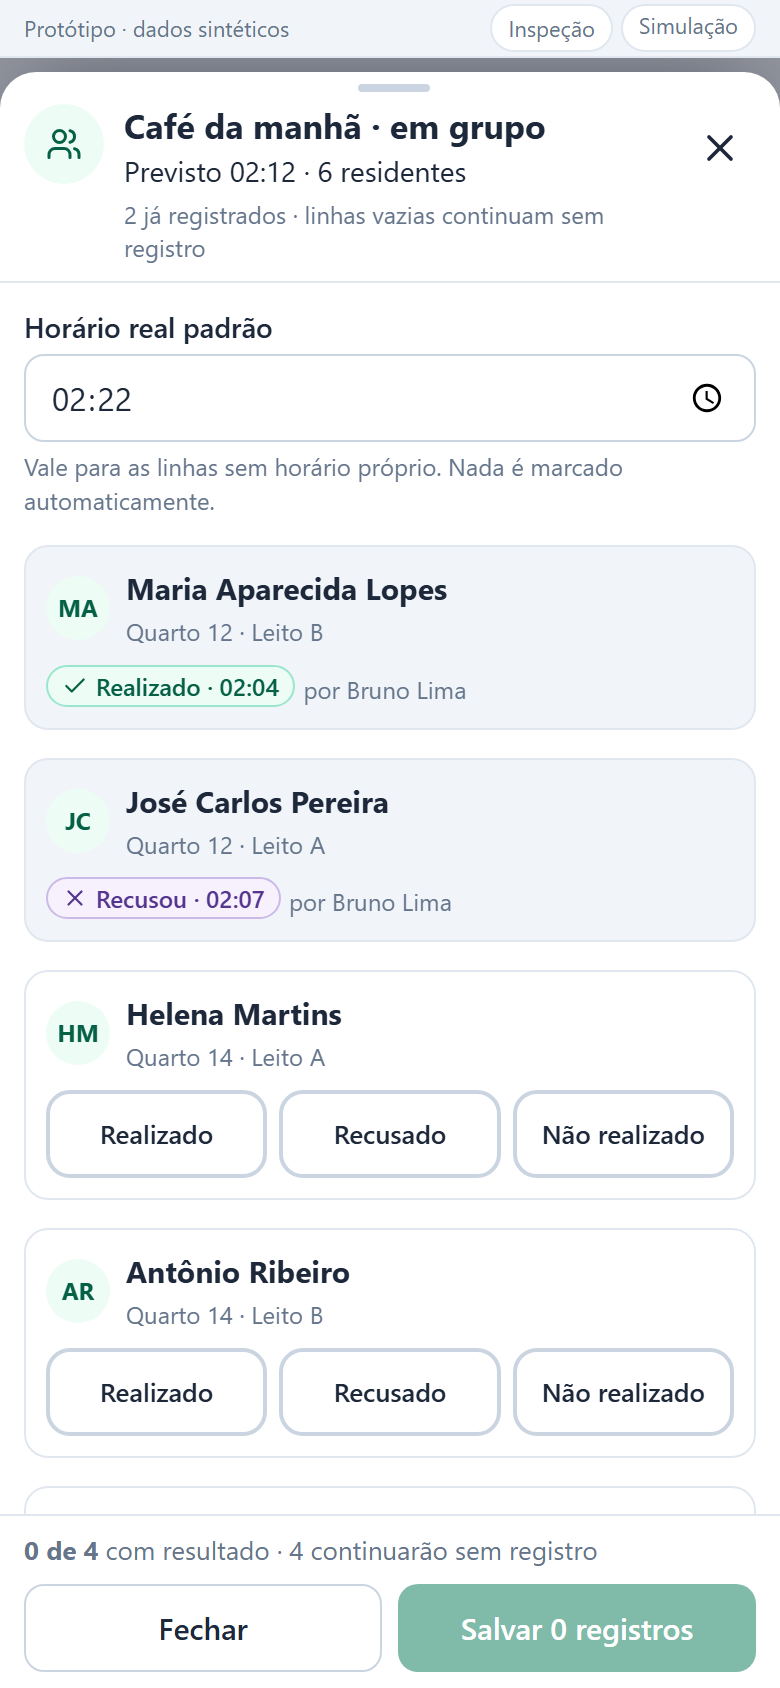 Protótipo · dados sintéticos
Inspeção
Simulação
Café da manhã · em grupo
Previsto 02:12 · 6 residentes
2 já registrados · linhas vazias continuam sem
registro
Horário real padrão
02:22
Vale para as linhas sem horário próprio. Nada é marcado
automaticamente.
MA
Maria Aparecida Lopes
Quarto 12 · Leito B
Realizado · 02:04 por Bruno Lima
JC
José Carlos Pereira
Quarto 12 · Leito A
Recusou · 02:07 por Bruno Lima
HM
Helena Martins
Quarto 14 · Leito A
Realizado
Recusado
Não realizado
AR
Antônio Ribeiro
Quarto 14 · Leito B
Realizado
Recusado
Não realizado
0 de 4 com resultado · 4 continuarão sem registro
Fechar
Salvar 0 registros